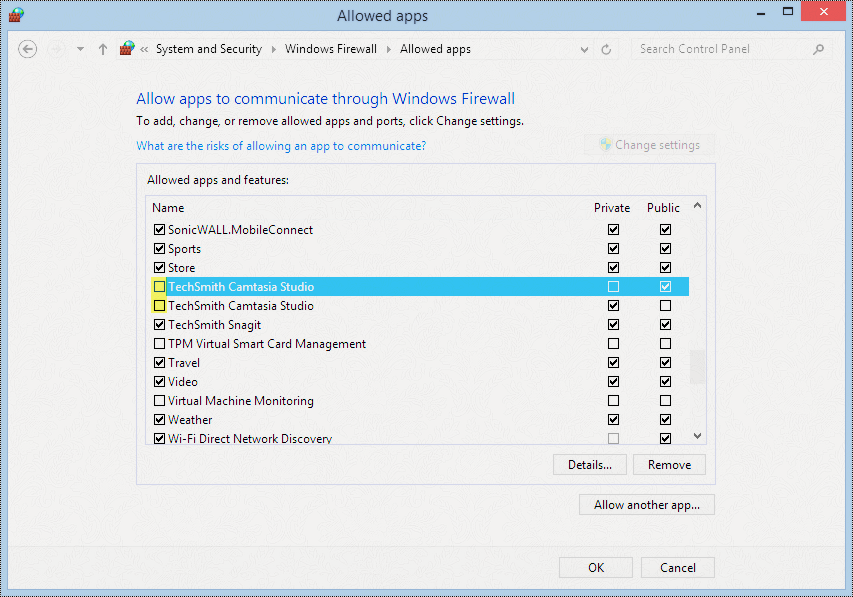 Allowed apps
« System and Security Windows Firewall Allowed apps Search Control Panel
Allow apps to communicate through Windows Firewall
To add, change, or remove allowed apps and ports, click Change settings.
What are the risks of allowing an app to communicate? Change settings
Allowed apps and features:
Name Private Public
SonicWALL.MobileConnect
Sports
Store
TechSmith Camtasia Studio
TechSmith Camtasia Studio
TechSmith Snagit
TPM Virtual Smart Card Management
Travel
Video
Virtual Machine Monitoring
Weather
Wi-Fi Direct Network Discovery
Details... Remove
Allow another app...
OK Cancel